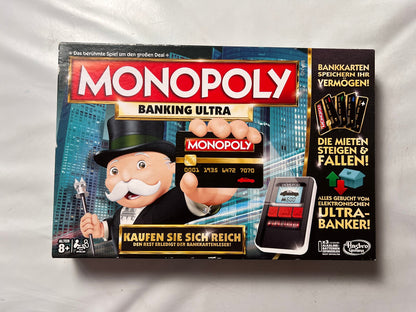 • Das berühmte Spiel um den großen Deal •
MONOPOLY
BANKING ULTRA
MONOPOLY
0001 1935 6472 7070
KAUFEN SIE SICH REICH
DEN REST ERLEDIGT DER BANKKARTENLESER!
ALTER
8+
BANKKARTEN
SPEICHERN IHR
VERMÖGEN!
DIE MIETEN
STEIGEN &
FALLEN!
ALLES GEBUCHT VOM
ELEKTRONISCHEN
ULTRA-
BANKER!
Hasbro
Gaming